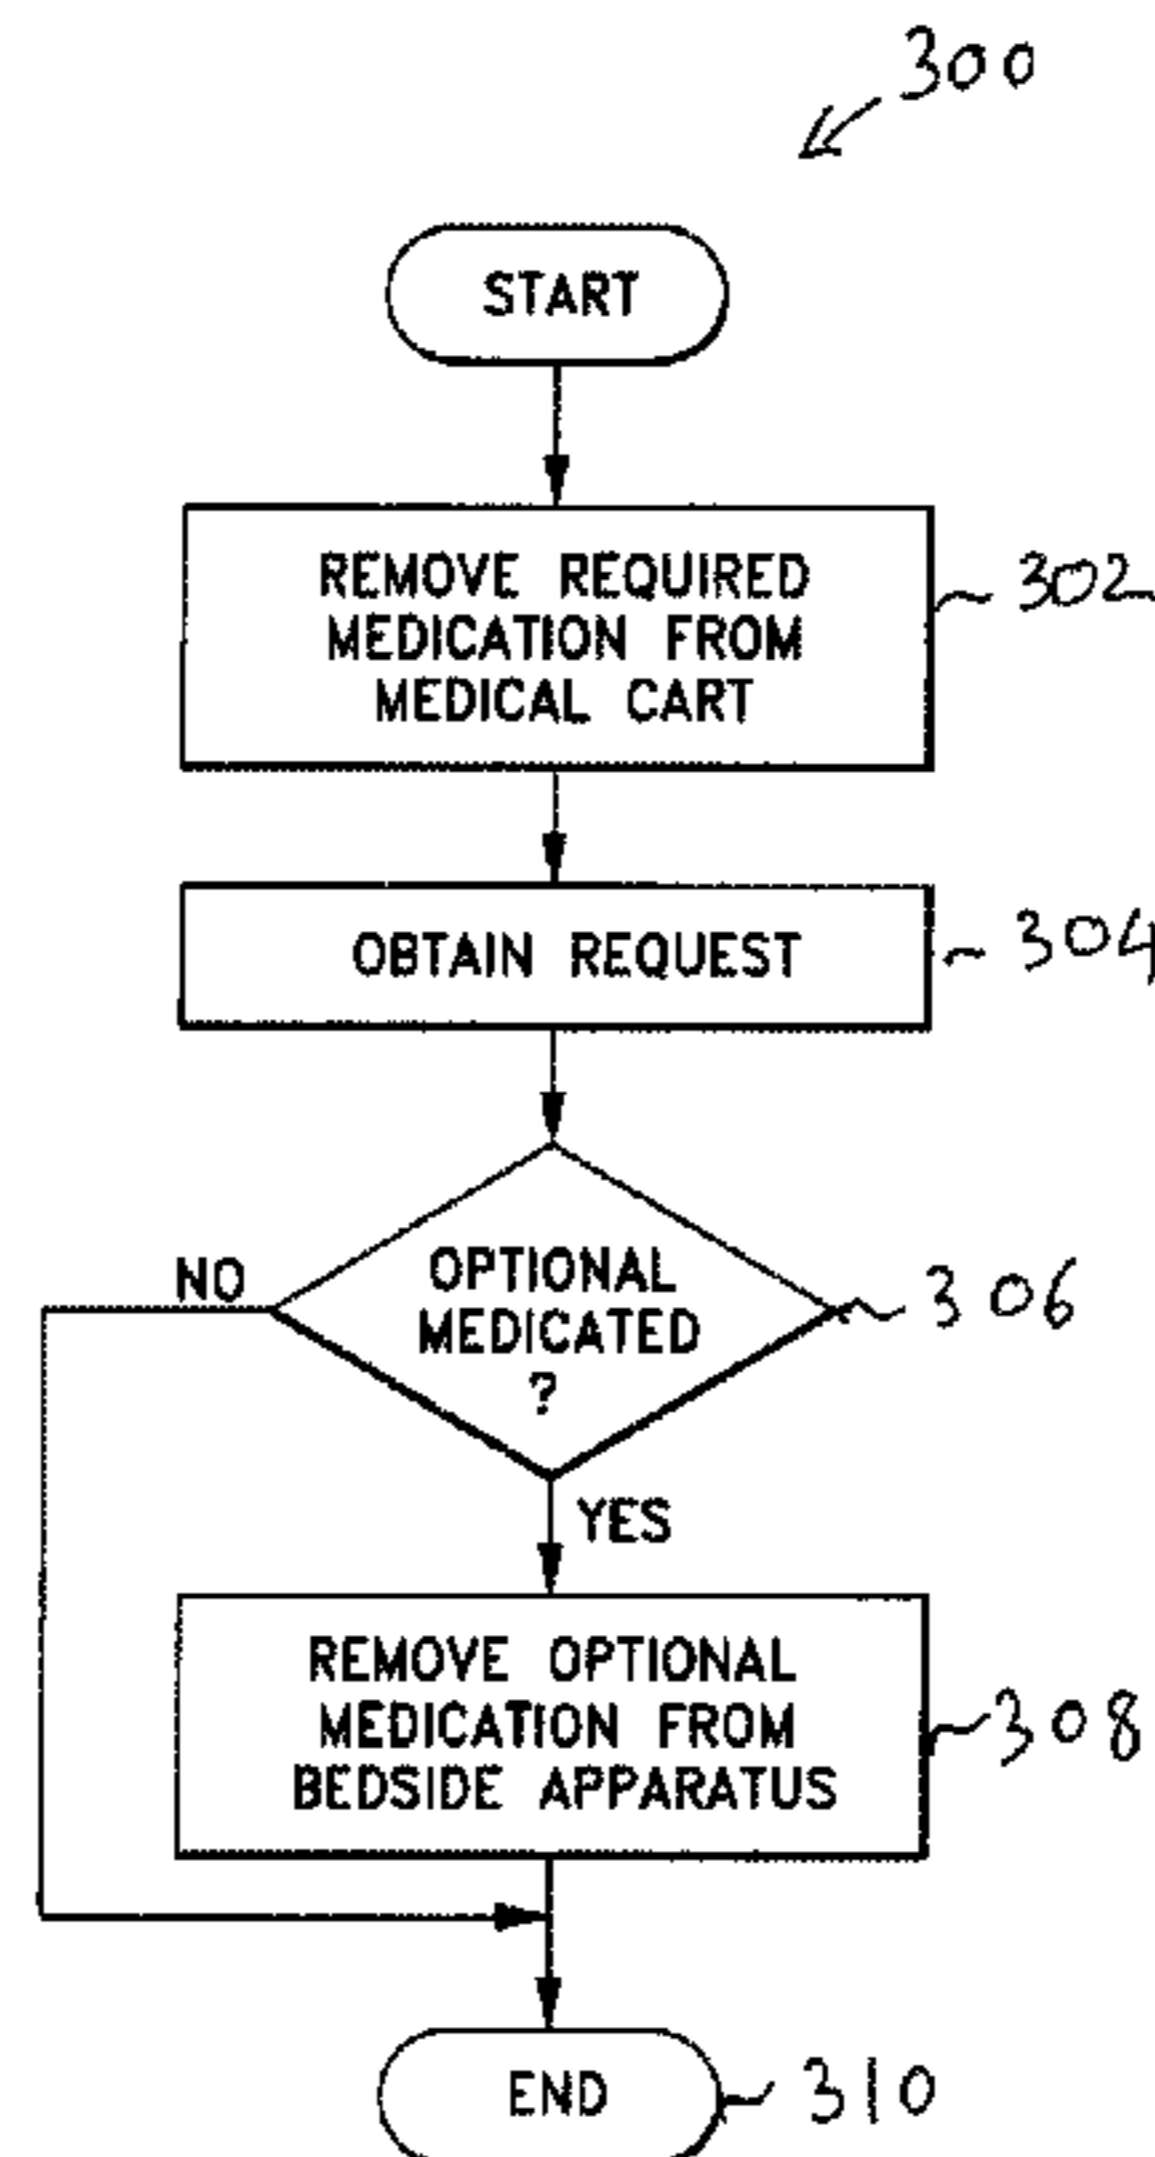 300
START
REMOVE REQUIRED
MEDICATION FROM
MEDICAL CART
302
OBTAIN REQUEST
304
OPTIONAL
MEDICATED
?
306
NO
YES
REMOVE OPTIONAL
MEDICATION FROM
BEDSIDE APPARATUS
308
END
310